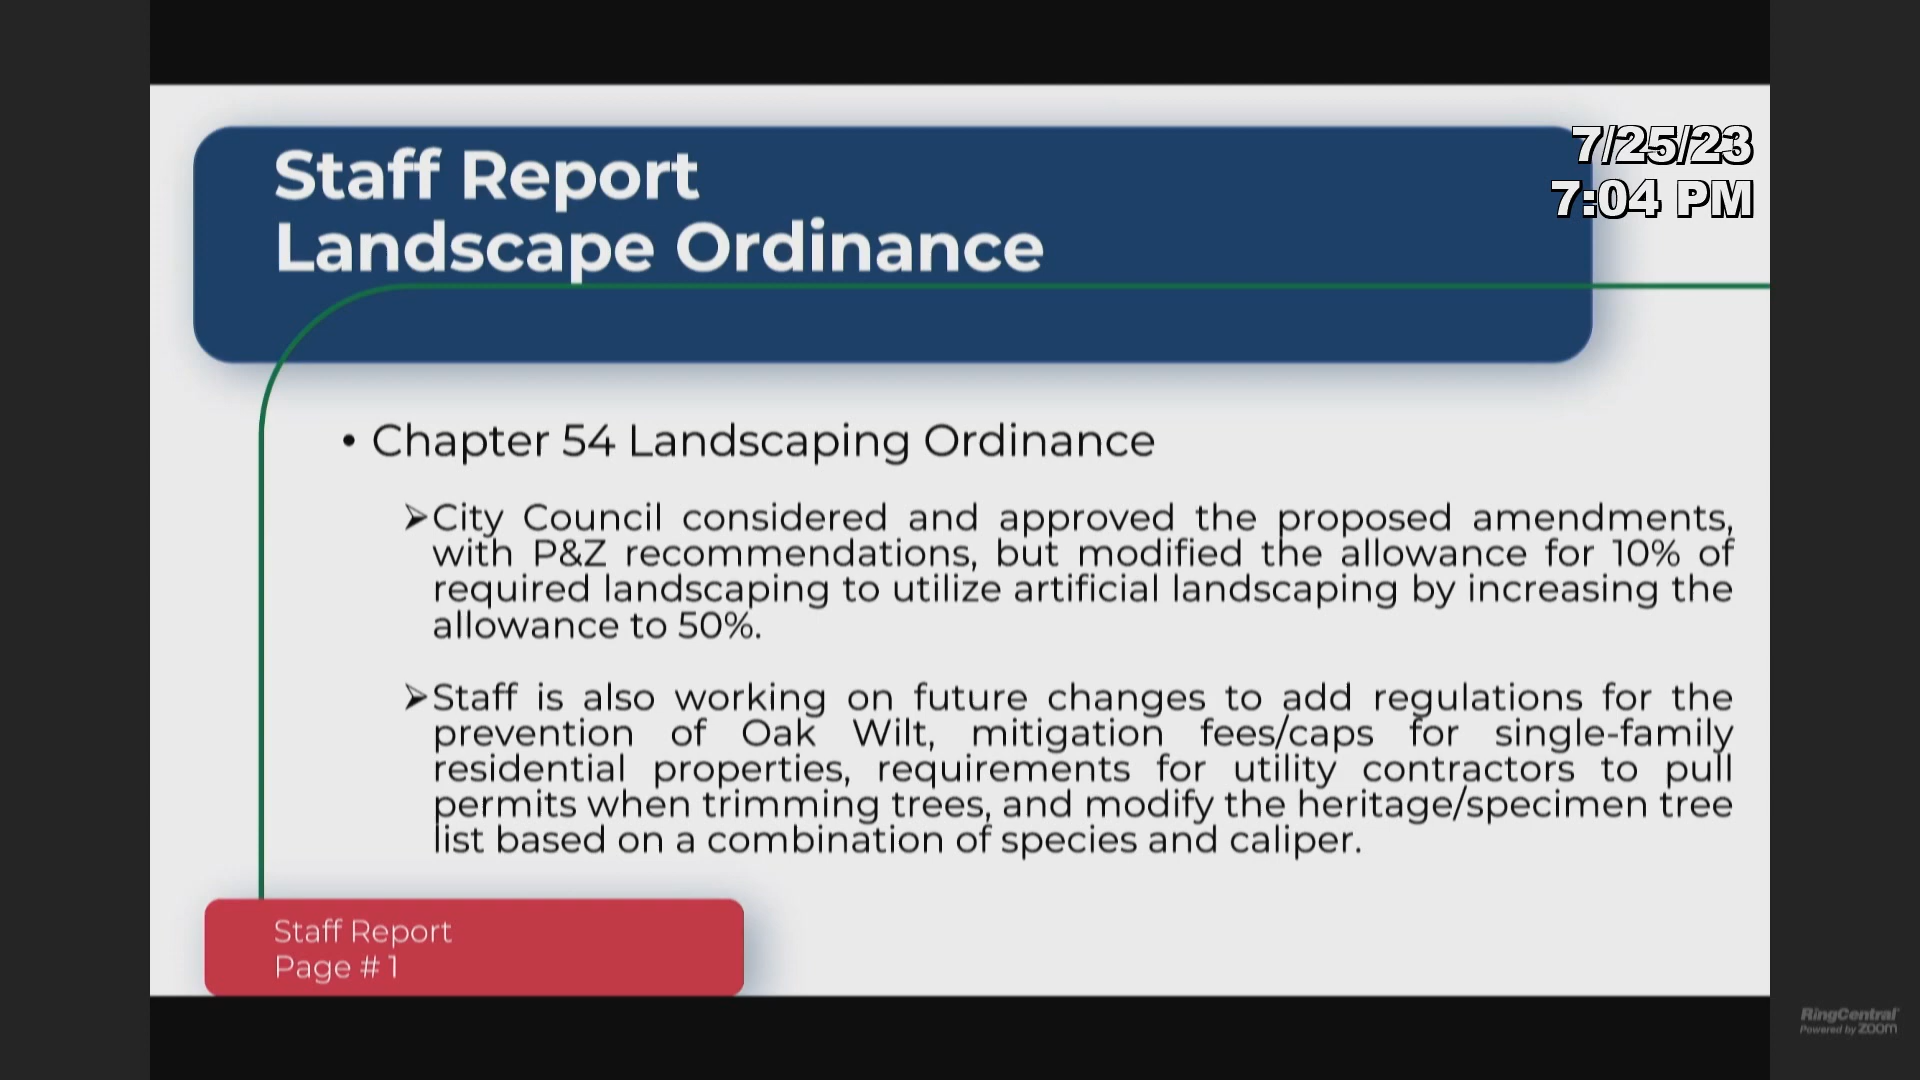 Staff Report
Landscape Ordinance
7/25/23
7:04 PM
• Chapter 54 Landscaping Ordinance
➢City Council considered and approved the proposed amendments,
with P&Z recommendations, but modified the allowance for 10% of
required landscaping to utilize artificial landscaping by increasing the
allowance to 50%.
➢Staff is also working on future changes to add regulations for the
prevention of Oak Wilt, mitigation fees/caps for single-family
residential properties, requirements for utility contractors to pull
permits when trimming trees, and modify the heritage/specimen tree
list based on a combination of species and caliper.
Staff Report
Page # 1
RingCentral
Powered by zoom